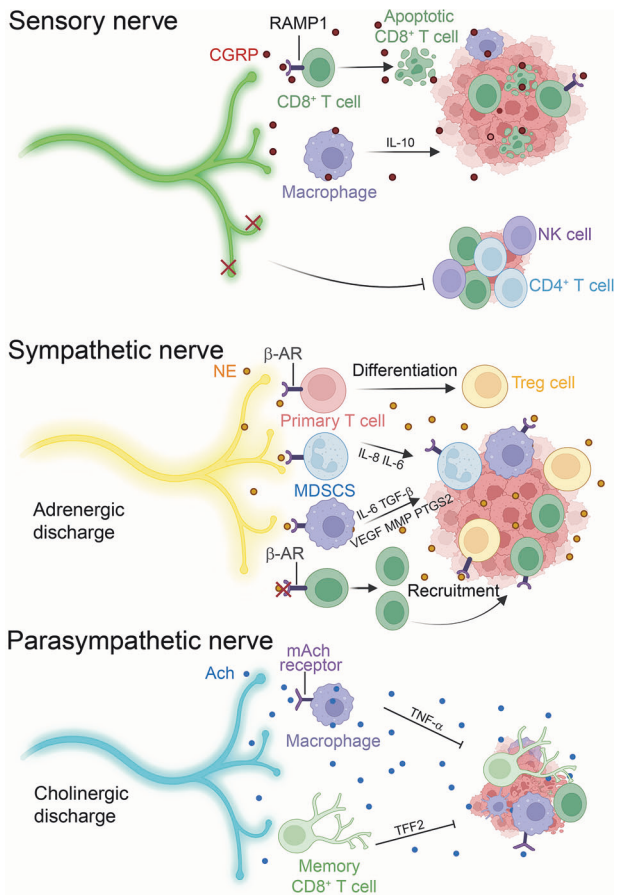 Sensory nerve
RAMP1
CGRP
CD8⁺ T cell
Apoptotic
CD8⁺ T cell
IL-10
Macrophage
NK cell
CD4⁺ T cell
Sympathetic nerve
β-AR
NE
Differentiation
Primary T cell
Treg cell
IL-8 IL-6
MDSCS
IL-6 TGF-β
VEGF MMP PTGS2
Adrenergic
discharge
β-AR
Recruitment
Parasympathetic nerve
mAch
receptor
Ach
Macrophage
TNF-α
Cholinergic
discharge
TFF2
Memory
CD8⁺ T cell